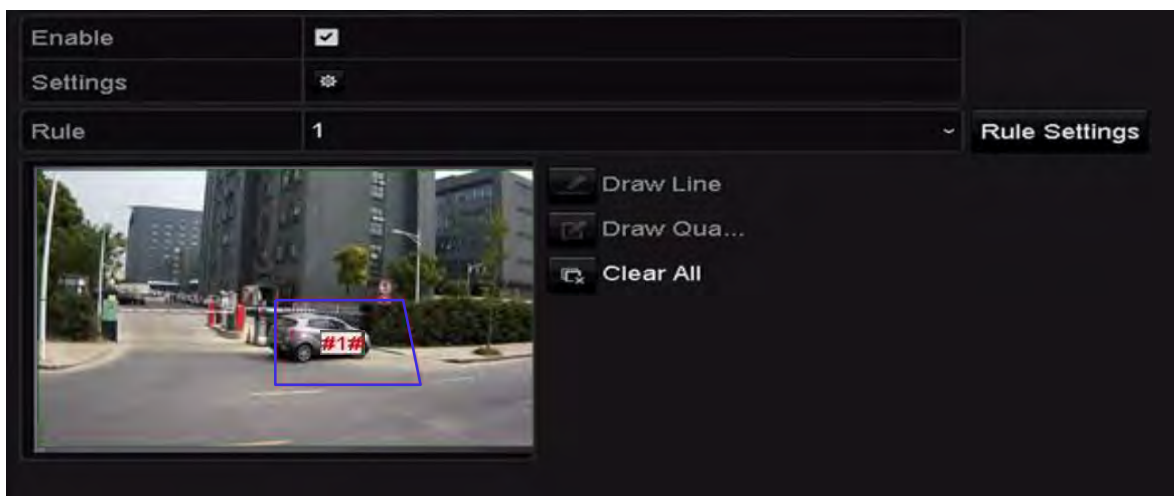 Enable
Settings
Rule 1 Rule Settings
Draw Line
Draw Qua...
Clear All
#1#